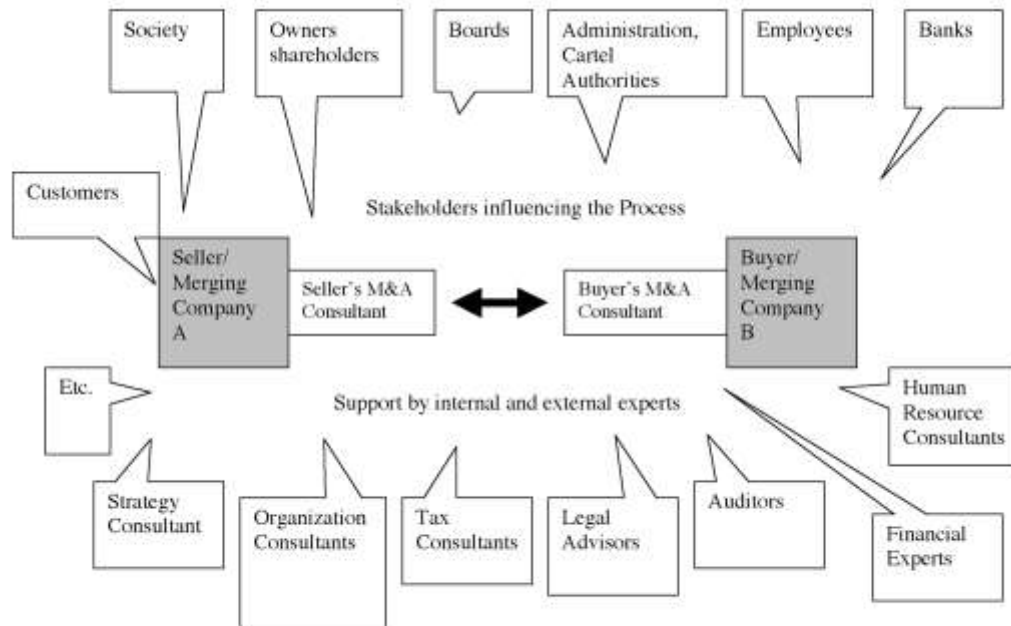 Society
Owners
shareholders
Boards
Administration,
Cartel
Authorities
Employees
Banks
Customers
Stakeholders influencing the Process
Seller/
Merging
Company
A
Seller's M&A
Consultant
Buyer's M&A
Consultant
Buyer/
Merging
Company
B
Etc.
Support by internal and external experts
Human
Resource
Consultants
Strategy
Consultant
Organization
Consultants
Tax
Consultants
Legal
Advisors
Auditors
Financial
Experts